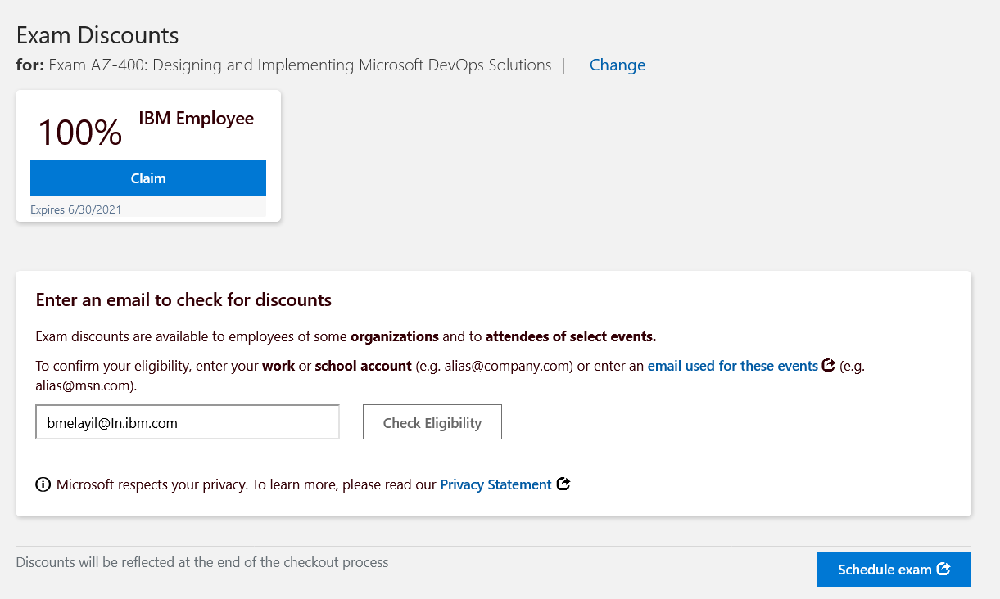 Exam Discounts
for: Exam AZ-400: Designing and Implementing Microsoft DevOps Solutions | Change
100% IBM Employee
Claim
Expires 6/30/2021
Enter an email to check for discounts
Exam discounts are available to employees of some organizations and to attendees of select events.
To confirm your eligibility, enter your work or school account (e.g. alias@company.com) or enter an email used for these events (e.g.
alias@msn.com).
bmelayil@In.ibm.com Check Eligibility
Microsoft respects your privacy. To learn more, please read our Privacy Statement
Discounts will be reflected at the end of the checkout process
Schedule exam